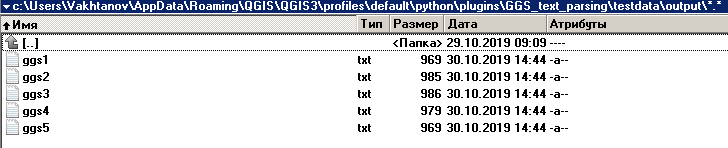 c:\Users\Vakhtanov\AppData\Roaming\QGIS\QGIS3\profiles\default\python\plugins\GGS_text_parsing\testdata\output\*.*
Имя Тип Размер Дата Атрибуты
[..] <Папка> 29.10.2019 09:09 ----
ggs1 txt 969 30.10.2019 14:44 -a--
ggs2 txt 985 30.10.2019 14:44 -a--
ggs3 txt 986 30.10.2019 14:44 -a--
ggs4 txt 979 30.10.2019 14:44 -a--
ggs5 txt 969 30.10.2019 14:44 -a--